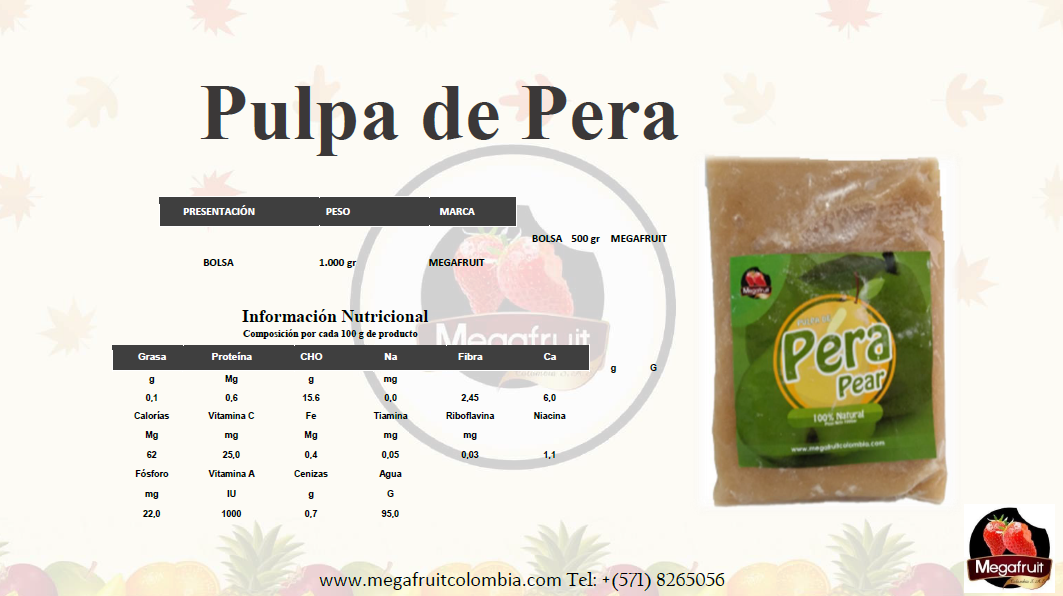 Pulpa de Pera
PRESENTACIÓN PESO MARCA
BOLSA 500 gr MEGAFRUIT
BOLSA 1.000 gr MEGAFRUIT
Información Nutricional
Composición por cada 100 g de producto
Grasa Proteína CHO Na Fibra Ca
g G
g Mg g mg
0,1 0,6 15.6 0,0 2,45 6,0
Calorías Vitamina C Fe Tiamina Riboflavina Niacina
Mg mg Mg mg mg
62 25,0 0,4 0,05 0,03 1,1
Fósforo Vitamina A Cenizas Agua
mg IU g G
22,0 1000 0,7 95,0
Megafruit
Megafruit
Pera
Pear
100% Natural
www.megafruitcolombia.com
Megafruit
www.megafruitcolombia.com Tel: +(571) 8265056